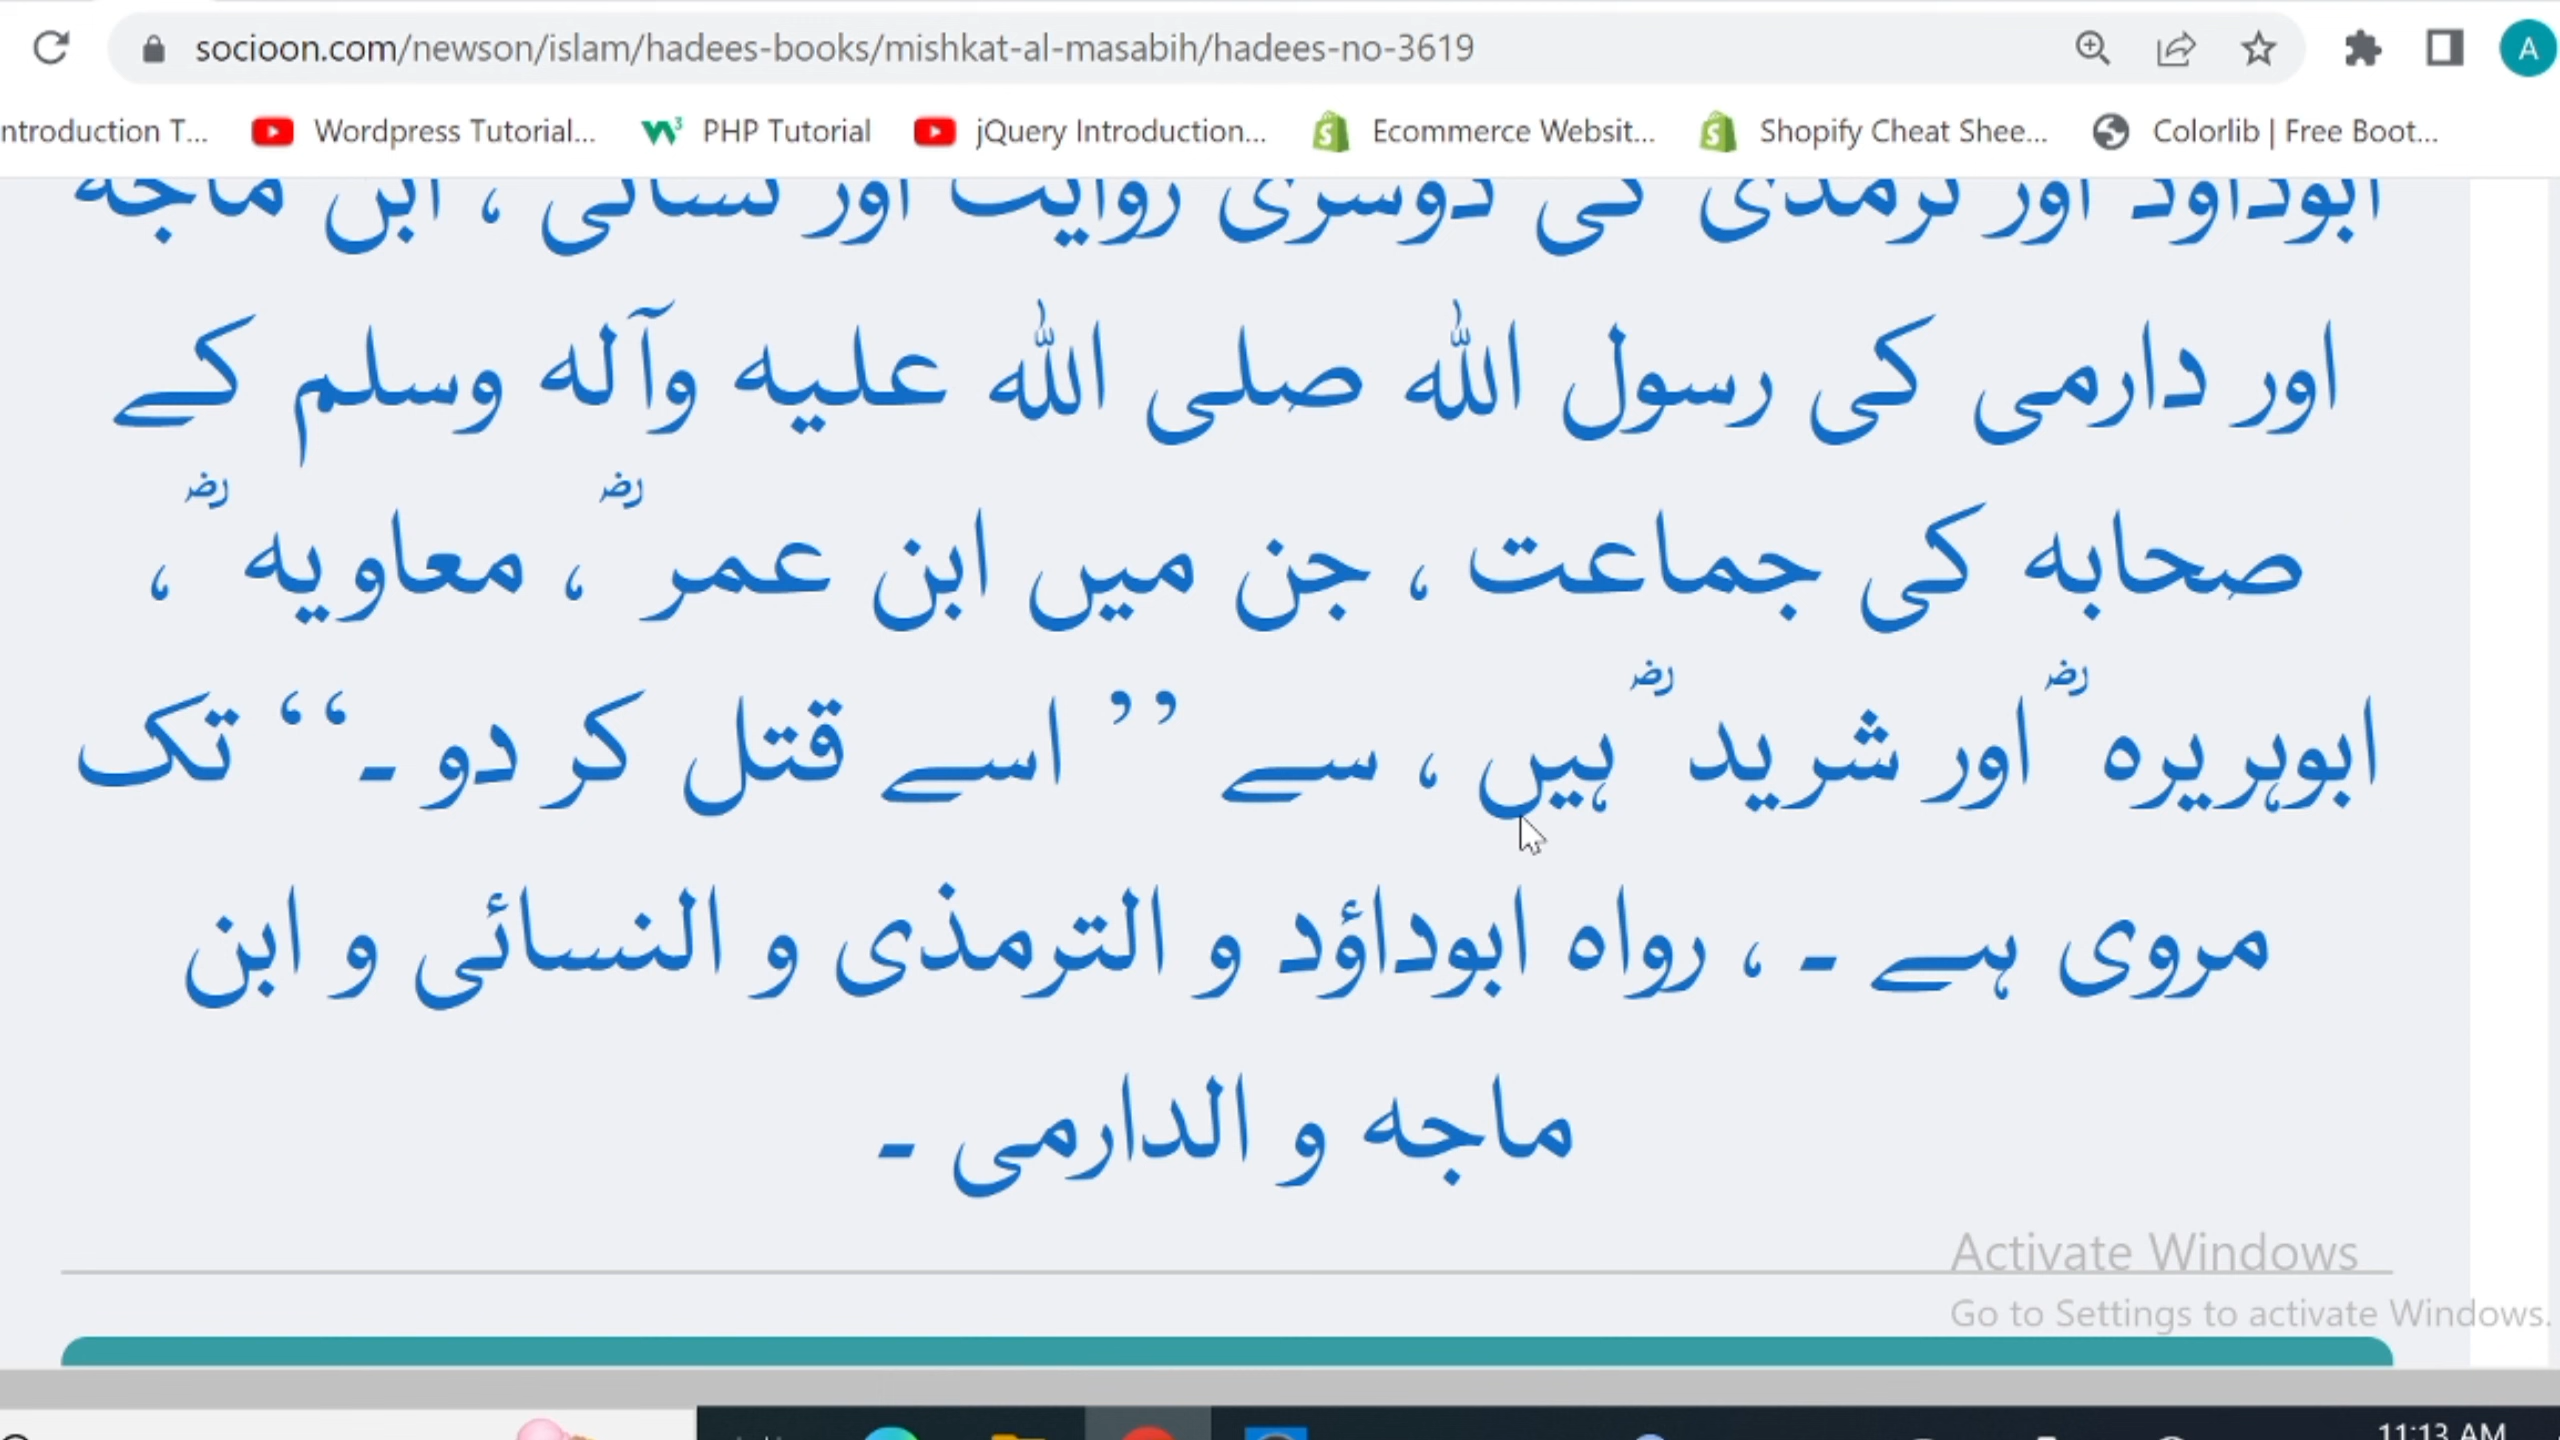 socioon.com/newson/islam/hadees-books/mishkat-al-masabih/hadees-no-3619
A
ntroduction T...
Wordpress Tutorial...
PHP Tutorial
jQuery Introduction...
Ecommerce Websit...
Shopify Cheat Shee...
Colorlib | Free Boot...
ابوداؤد اور ترمذی کی دوسری روایت اور نسائی ، ابن ماجہ
اور دارمی کی رسول اللہ صلی ‌اللہ ‌علیہ ‌وآلہ ‌وسلم کے
صحابہ کی جماعت ، جن میں ابن عمر ؓ ، معاویہ ؓ ،
ابوہریرہ ؓ اور شرید ؓ ہیں ، سے ’’ اسے قتل کر دو ۔‘‘ تک
مروی ہے ۔ ، رواہ ابوداؤد و الترمذی و النسائی و ابن
ماجہ و الدارمی ۔
Activate Windows
Go to Settings to activate Windows.
11:13 AM